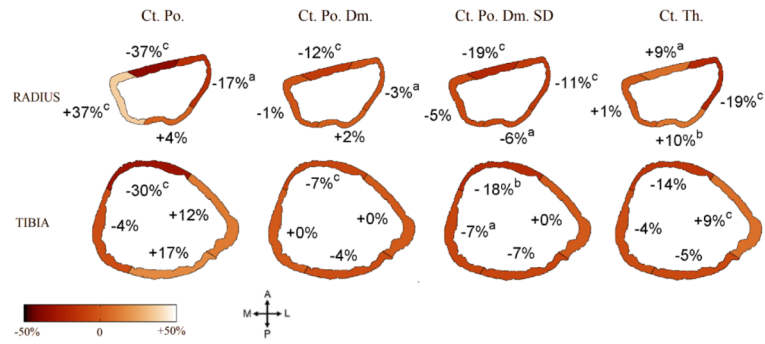 Ct. Po. Ct. Po. Dm. Ct. Po. Dm. SD Ct. Th.
-37%c -12%c -19%c +9%a
RADIUS -17%a -3%a -11%c -19%c
+37%c -1% -5% +1%
+4% +2% -6%a +10%b
-30%c -7%c -18%b -14%
TIBIA -4% +12% +0% +0% -7%a +0% -4% +9%c
+17% -4% -7% -5%
A
M L
P
-50% 0 +50%